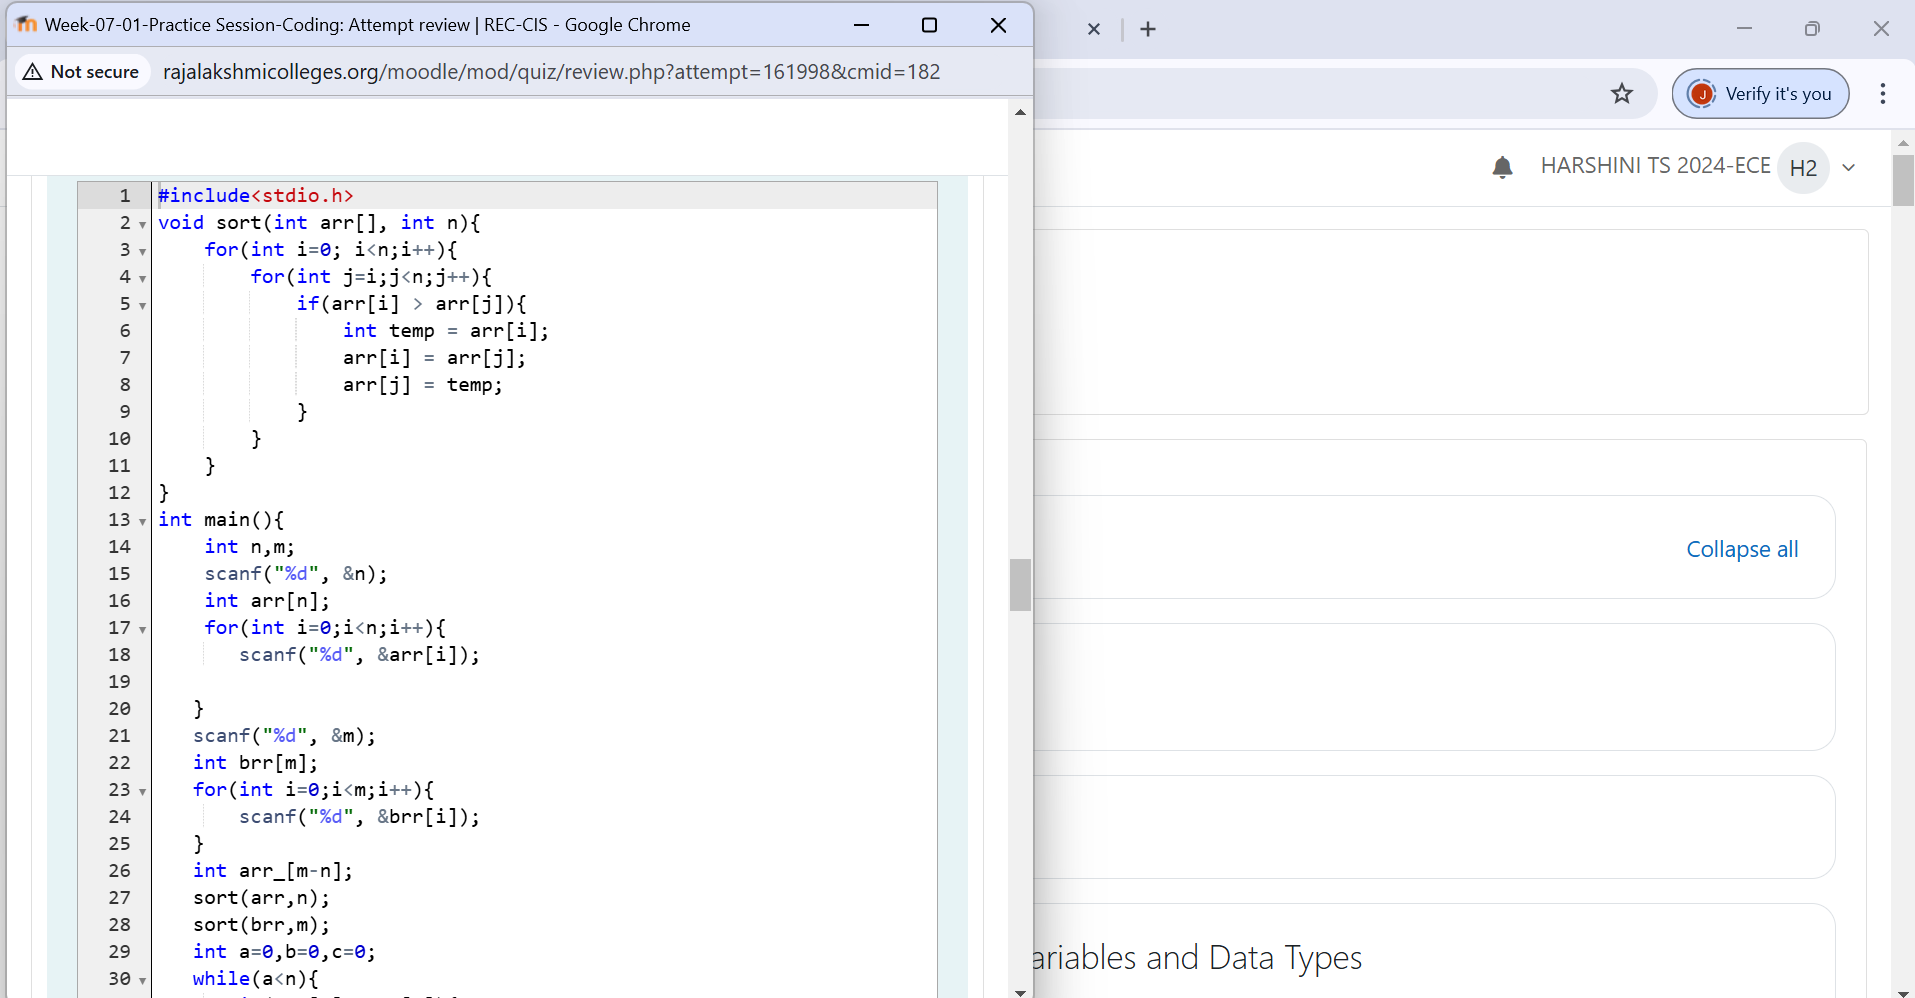 Week-07-01-Practice Session-Coding: Attempt review | REC-CIS - Google Chrome
Not secure rajalakshmicolleges.org/moodle/mod/quiz/review.php?attempt=161998&cmid=182
J Verify it's you
HARSHINI TS 2024-ECE H2
1 #include<stdio.h>
2 void sort(int arr[], int n){
3 for(int i=0; i<n;i++){
4 for(int j=i;j<n;j++){
5 if(arr[i] > arr[j]){
6 int temp = arr[i];
7 arr[i] = arr[j];
8 arr[j] = temp;
9 }
10 }
11 }
12 }
13 int main(){
14 int n,m;
15 scanf("%d", &n);
16 int arr[n];
17 for(int i=0;i<n;i++){
18 scanf("%d", &arr[i]);
19
20 }
21 scanf("%d", &m);
22 int brr[m];
23 for(int i=0;i<m;i++){
24 scanf("%d", &brr[i]);
25 }
26 int arr_[m-n];
27 sort(arr,n);
28 sort(brr,m);
29 int a=0,b=0,c=0;
30 while(a<n){
Collapse all
ariables and Data Types